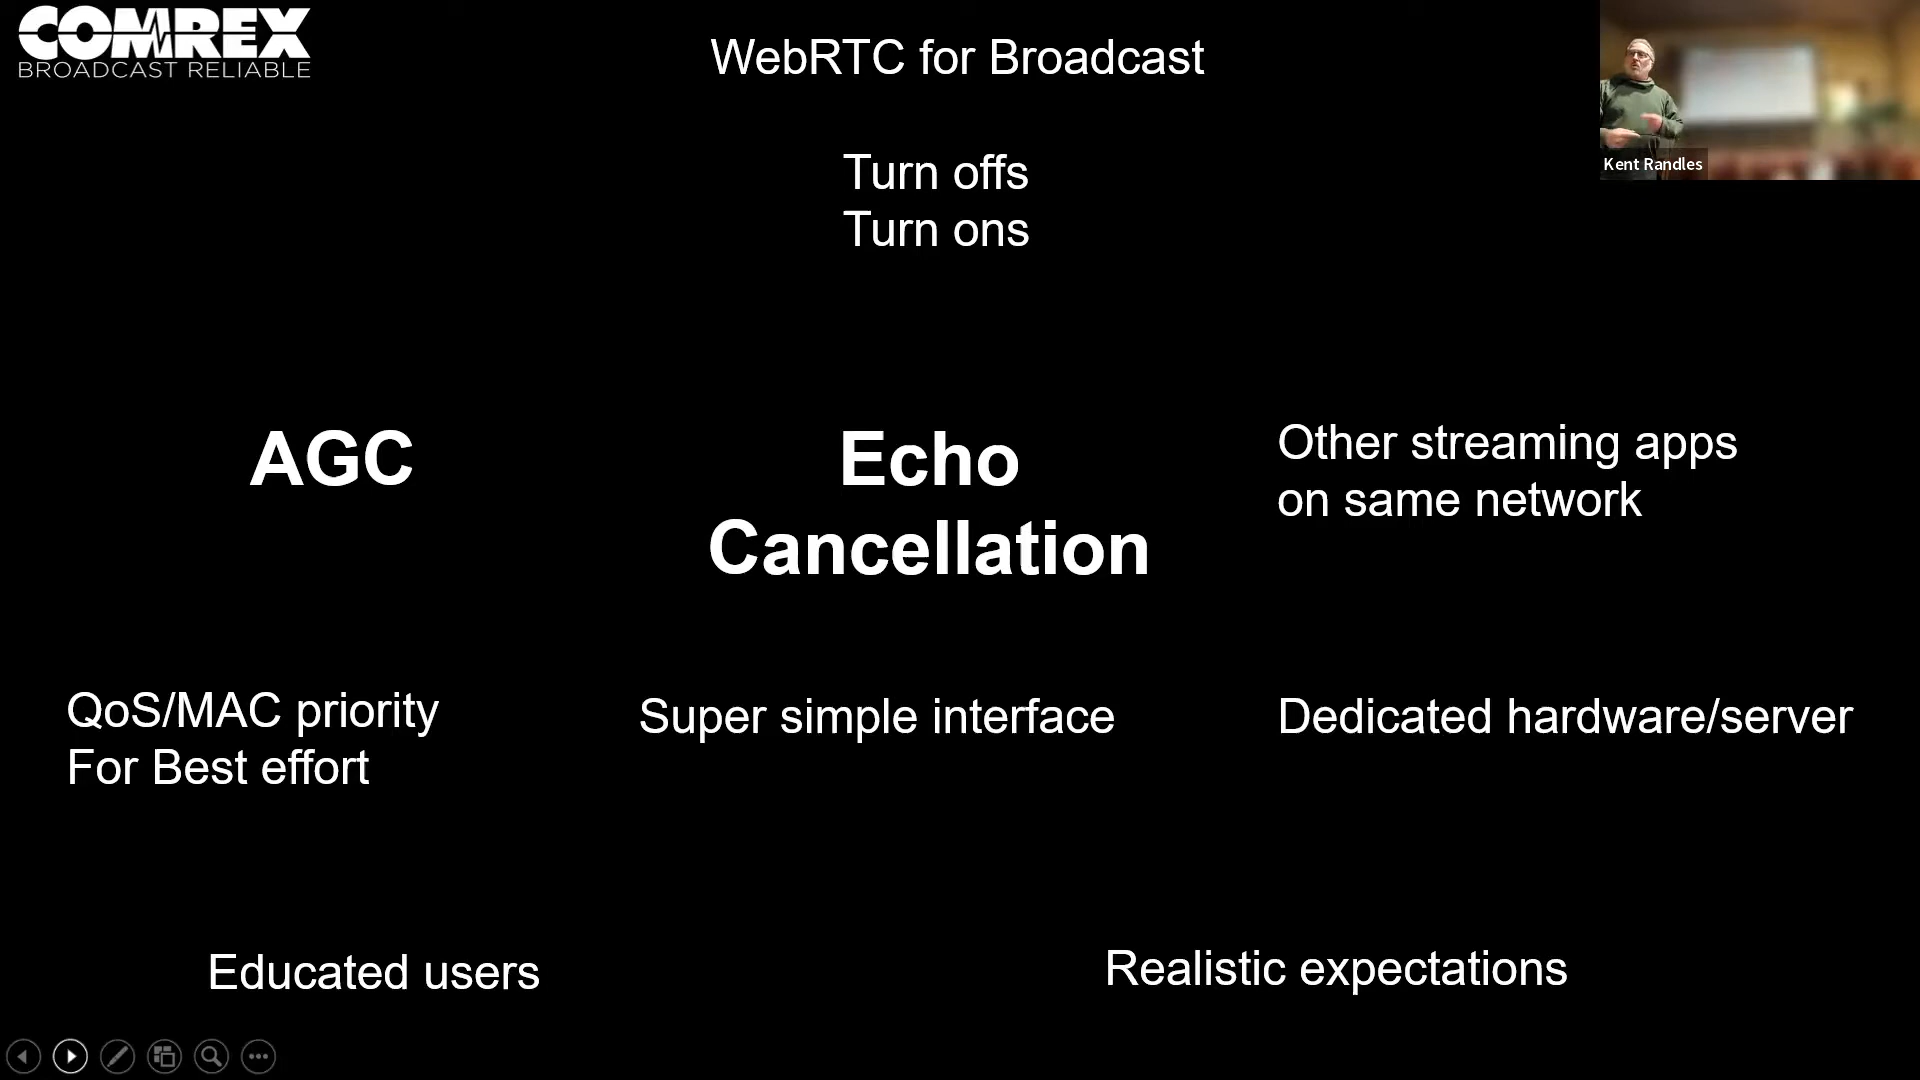 COMREX
BROADCAST RELIABLE
WebRTC for Broadcast
Kent Randles
Turn offs
Turn ons
AGC
Echo
Cancellation
Other streaming apps
on same network
QoS/MAC priority
For Best effort
Super simple interface
Dedicated hardware/server
Educated users
Realistic expectations